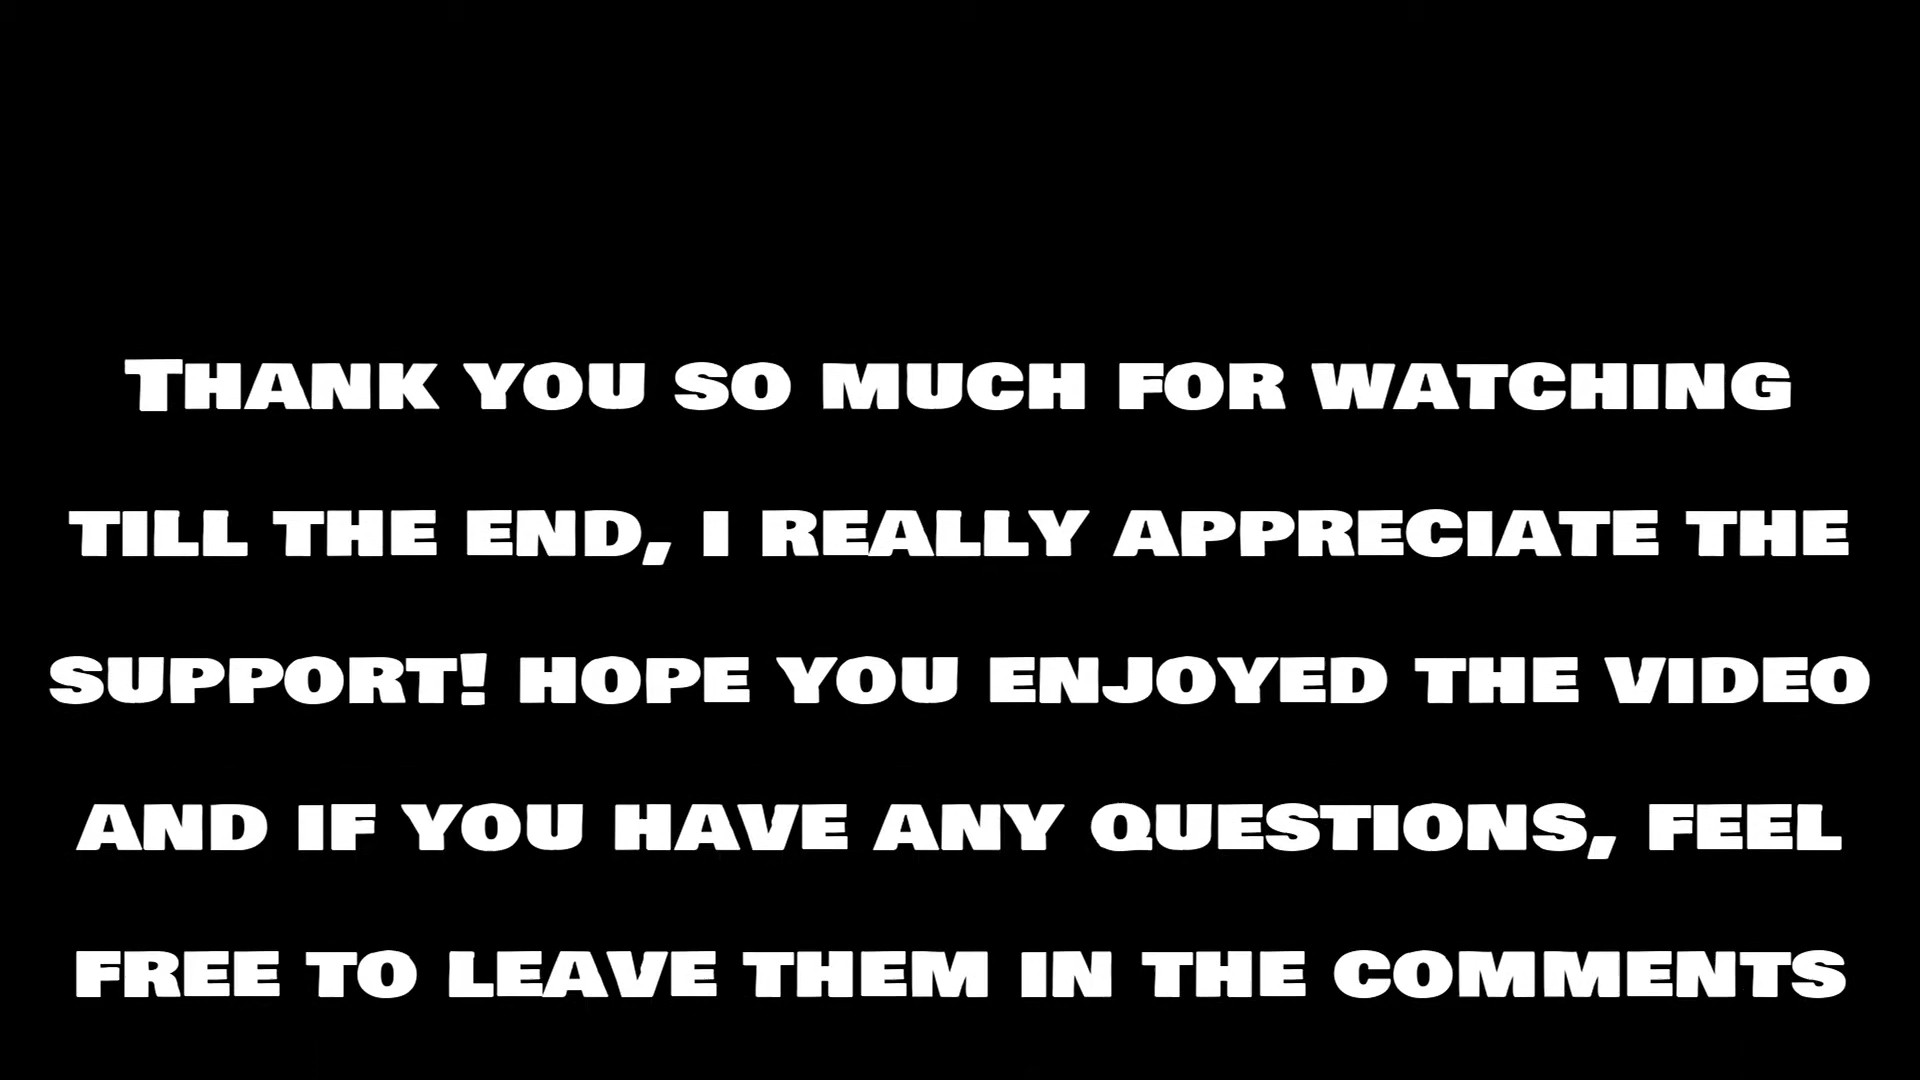 Thank you so much for watching
till the end, i really appreciate the
support! hope you enjoyed the video
and if you have any questions, feel
free to leave them in the comments